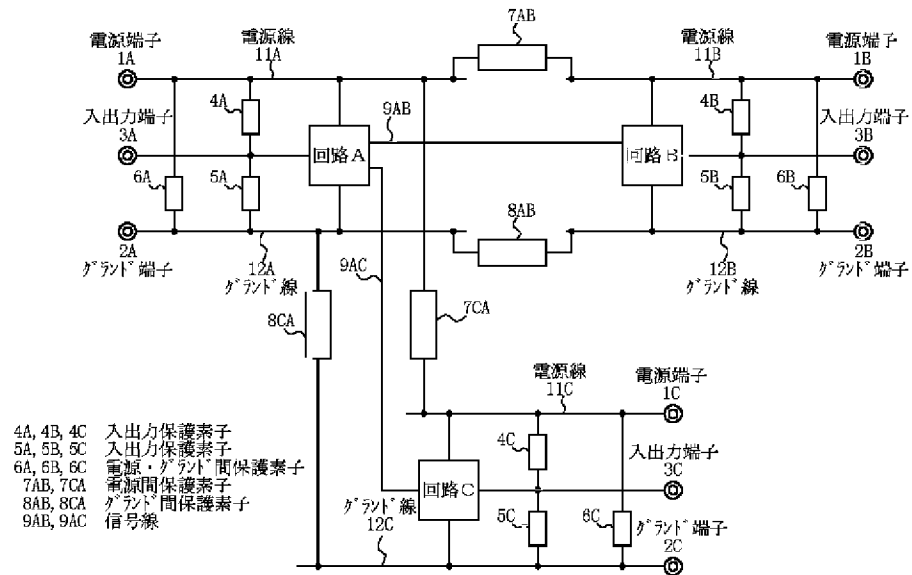 7AB
電源端子
1A
電源線
11A
電源線
11B
電源端子
1B
入出力端子
3A
4A
9AB
4B
入出力端子
3B
回路A
回路B
6A
5A
5B
6B
8AB
2A
グランド端子
12A
グランド線
9AC
12B
グランド線
2B
グランド端子
8CA
7CA
電源線
11C
電源端子
1C
4A, 4B, 4C 入出力保護素子
5A, 5B, 5C 入出力保護素子
6A, 6B, 6C 電源・グランド間保護素子
7AB, 7CA 電源間保護素子
8AB, 8CA グランド間保護素子
9AB, 9AC 信号線
4C
入出力端子
3C
回路C
グランド線
12C
5C
6C
グランド端子
2C